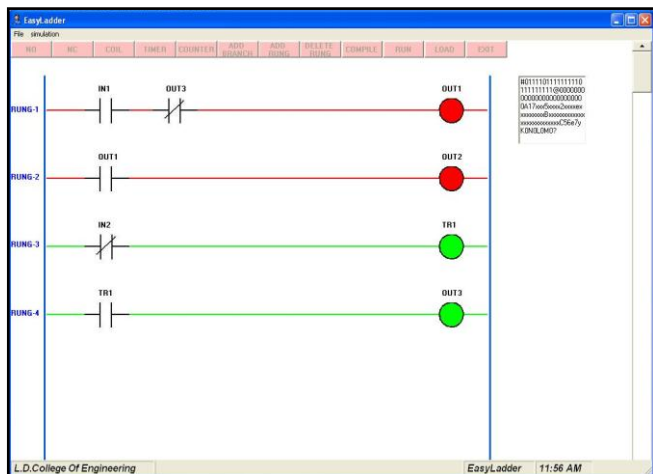 EasyLadder
File simulation
NO NC COIL TIMER COUNTER ADD BRANCH ADD RUNG DELETE RUNG COMPILE RUN LOAD EXIT
IN1 OUT3 OUT1
RUNG-1
OUT1 OUT2
RUNG-2
IN2 TR1
RUNG-3
TR1 OUT3
RUNG-4
L.D.College Of Engineering EasyLadder 11:56 AM